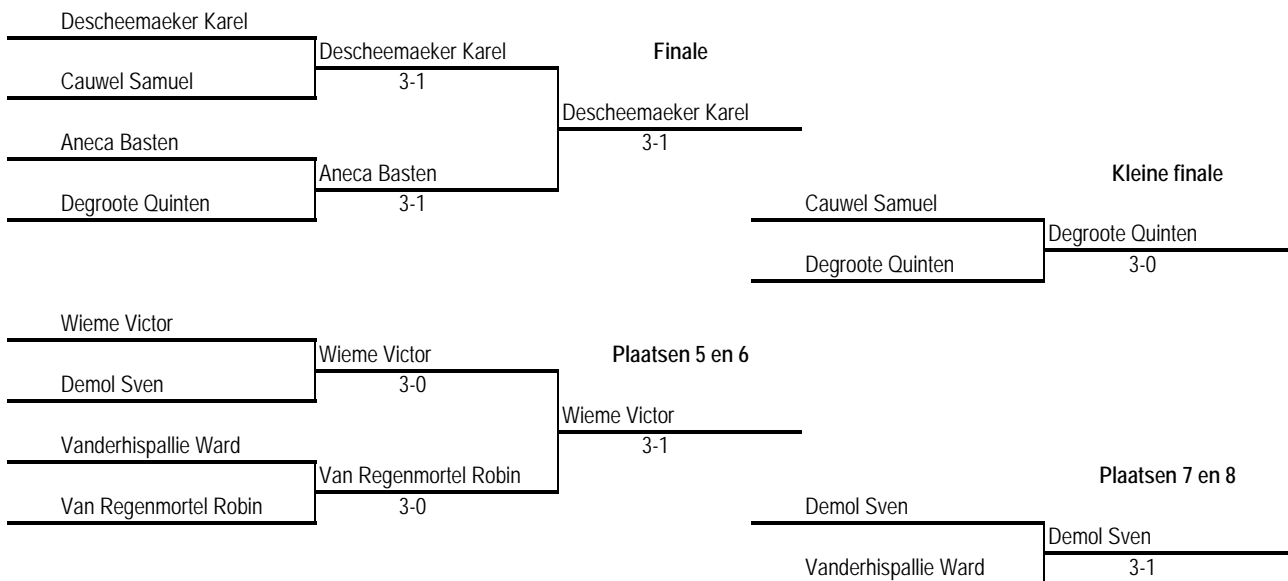 Descheemaeker Karel
Descheemaeker Karel
Finale
Cauwel Samuel
3-1
Descheemaeker Karel
Aneca Basten
3-1
Aneca Basten
Kleine finale
Degroote Quinten
3-1
Cauwel Samuel
Degroote Quinten
Degroote Quinten
3-0
Wieme Victor
Wieme Victor
Plaatsen 5 en 6
Demol Sven
3-0
Wieme Victor
Vanderhispallie Ward
3-1
Van Regenmortel Robin
Plaatsen 7 en 8
Van Regenmortel Robin
3-0
Demol Sven
Demol Sven
Vanderhispallie Ward
3-1